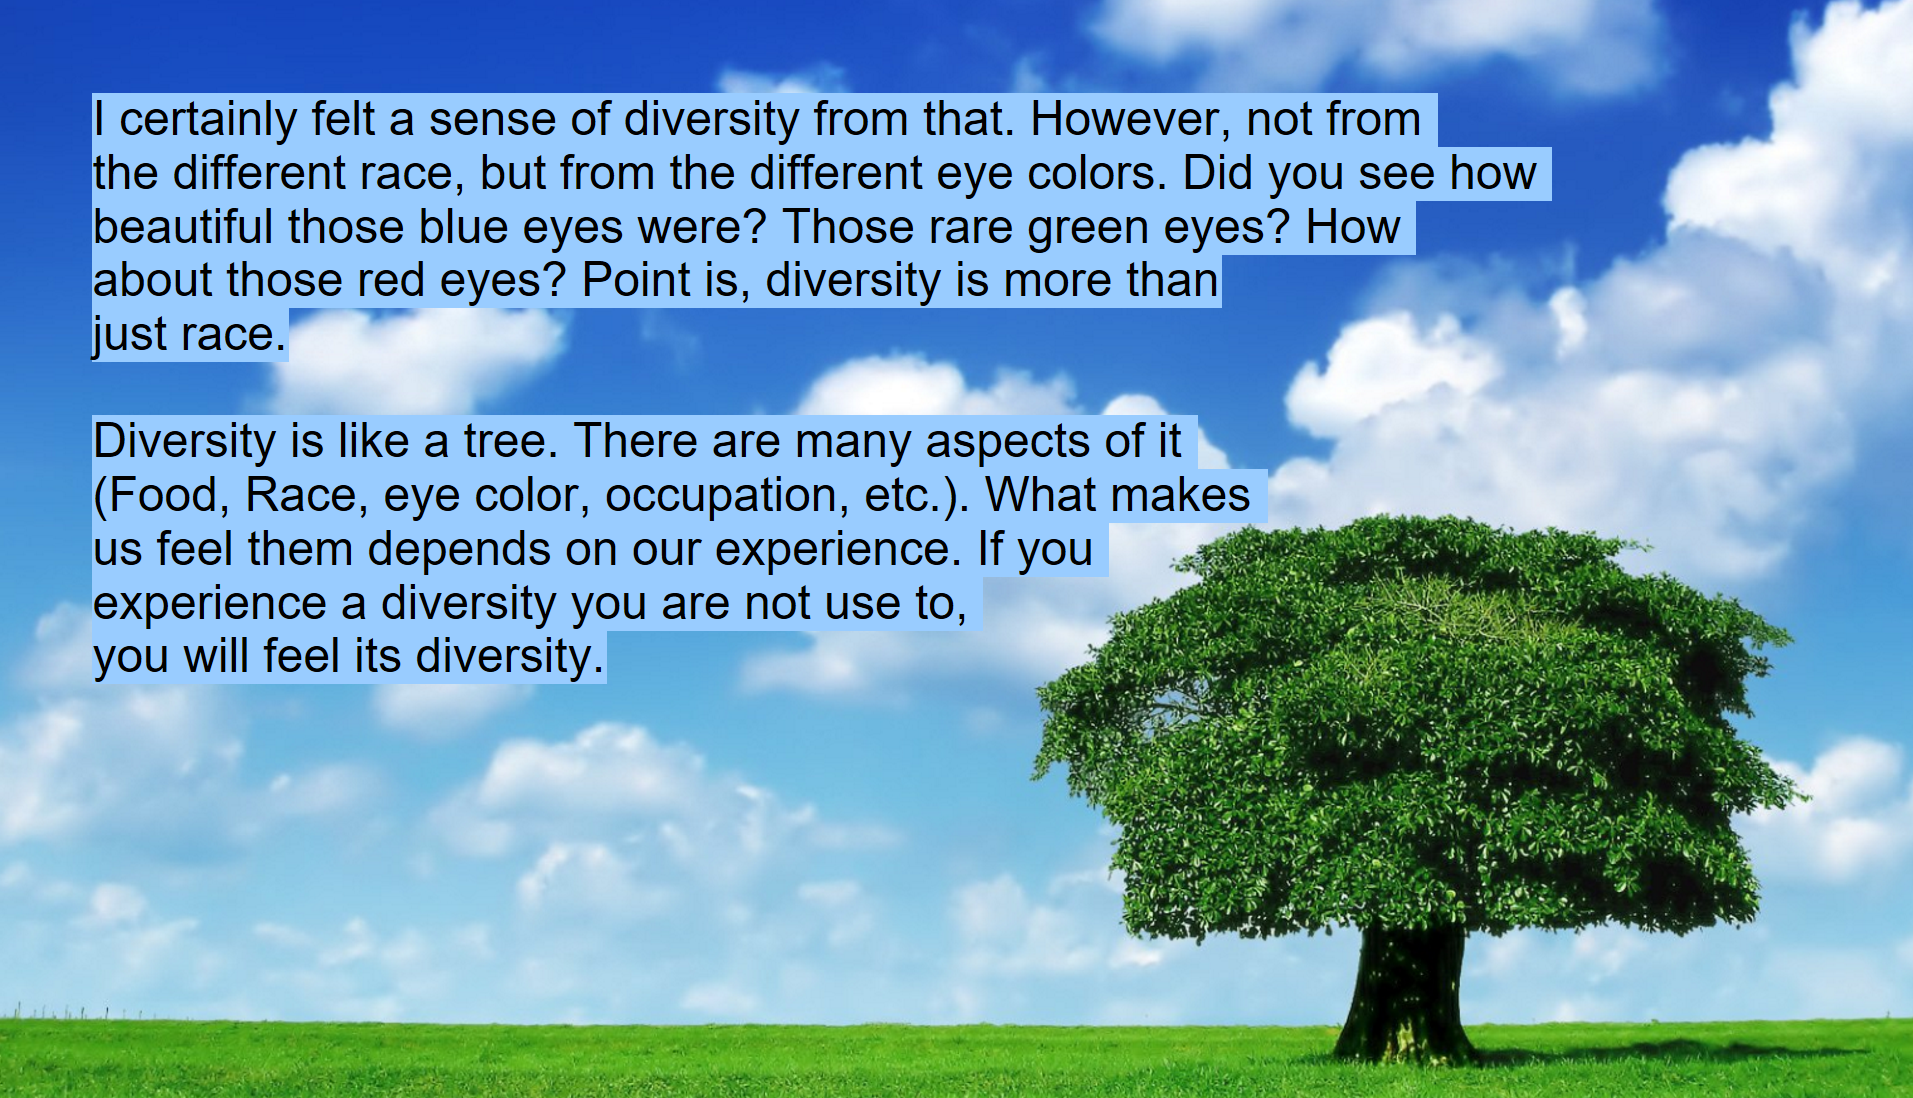 I certainly felt a sense of diversity from that. However, not from
the different race, but from the different eye colors. Did you see how
beautiful those blue eyes were? Those rare green eyes? How
about those red eyes? Point is, diversity is more than
just race.
Diversity is like a tree. There are many aspects of it
(Food, Race, eye color, occupation, etc.). What makes
us feel them depends on our experience. If you
experience a diversity you are not use to,
you will feel its diversity.